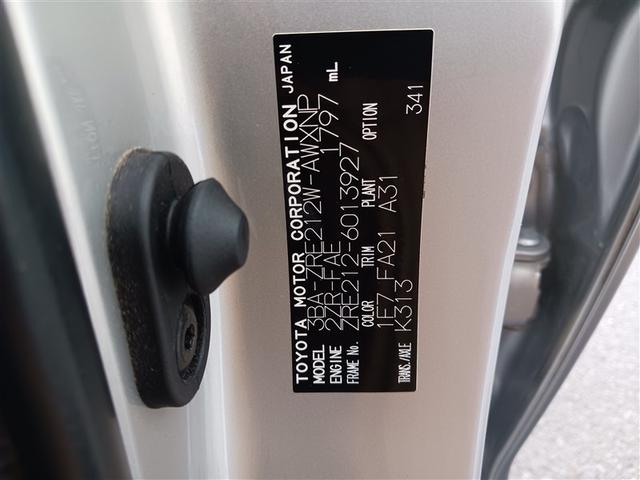 TOYOTA MOTOR CORPORATION JAPAN
MODEL 3BA-ZRE212W-AWXNP
ENGINE 2ZR-FAE 1797 mL
FRAME No. ZRE212-6013927
COLOR TRIM PLANT OPTION
1E7 FA21 A31
TRANS./AXLE K313 341